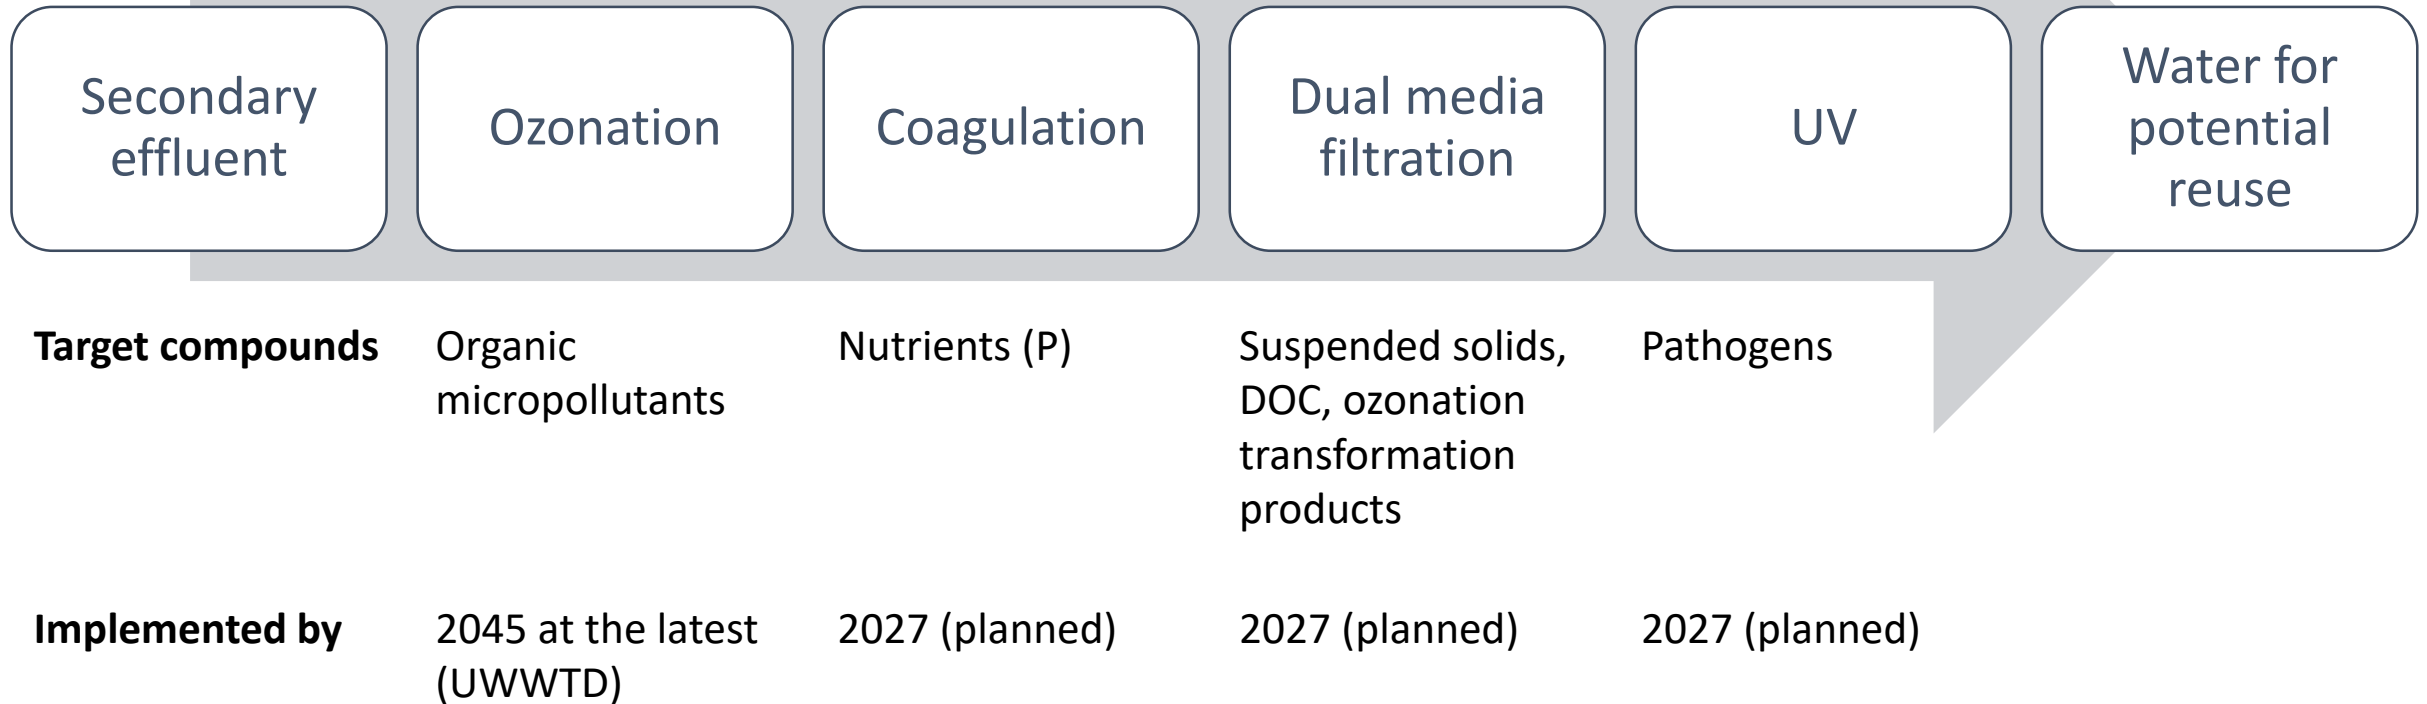 Secondary
effluent
Ozonation
Coagulation
Dual media
filtration
UV
Water for
potential
reuse
Target compounds
Organic
micropollutants
Nutrients (P)
Suspended solids,
DOC, ozonation
transformation
products
Pathogens
Implemented by
2045 at the latest
(UWWTD)
2027 (planned)
2027 (planned)
2027 (planned)